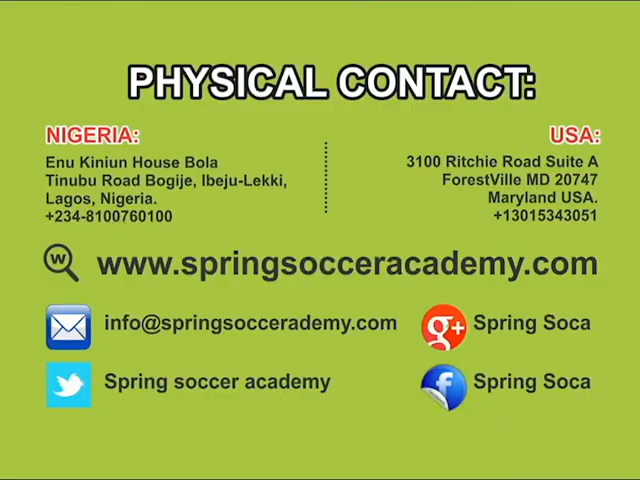 PHYSICAL CONTACT:
NIGERIA:
Enu Kiniun House Bola
Tinubu Road Bogije, Ibeju-Lekki,
Lagos, Nigeria.
+234-8100760100
USA:
3100 Ritchie Road Suite A
ForestVille MD 20747
Maryland USA.
+13015343051
W
www.springsocceracademy.com
info@springsoccerademy.com
g+ Spring Soca
Spring soccer academy
f Spring Soca